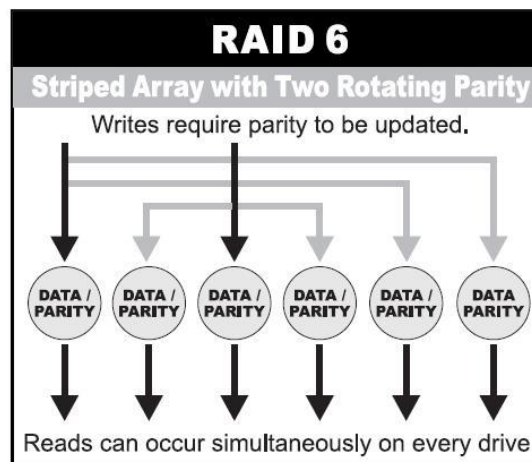 RAID 6
Striped Array with Two Rotating Parity
Writes require parity to be updated.
DATA / DATA / DATA / DATA / DATA / DATA
PARITY PARITY PARITY PARITY PARITY PARITY
Reads can occur simultaneously on every drive